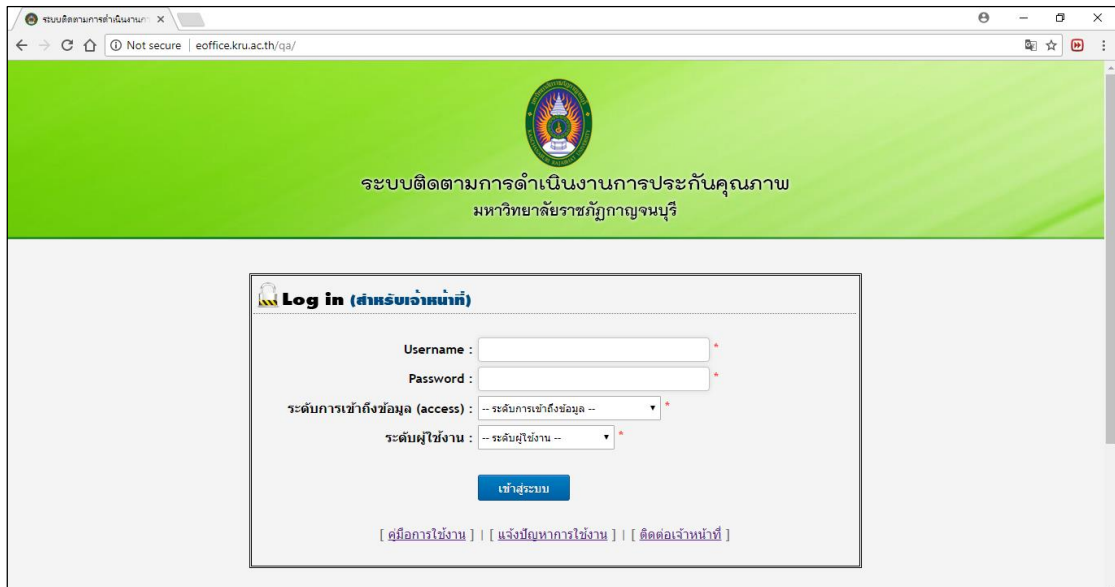 ระบบติดตามการดำเนินงานกา
Not secure | eoffice.kru.ac.th/qa/
ระบบติดตามการดำเนินงานการประกันคุณภาพ
มหาวิทยาลัยราชภัฏกาญจนบุรี
Log in (สำหรับเจ้าหน้าที่)
Username : *
Password : *
ระดับการเข้าถึงข้อมูล (access) : -- ระดับการเข้าถึงข้อมูล -- *
ระดับผู้ใช้งาน : -- ระดับผู้ใช้งาน -- *
เข้าสู่ระบบ
[ คู่มือการใช้งาน ] | [ แจ้งปัญหาการใช้งาน ] | [ ติดต่อเจ้าหน้าที่ ]